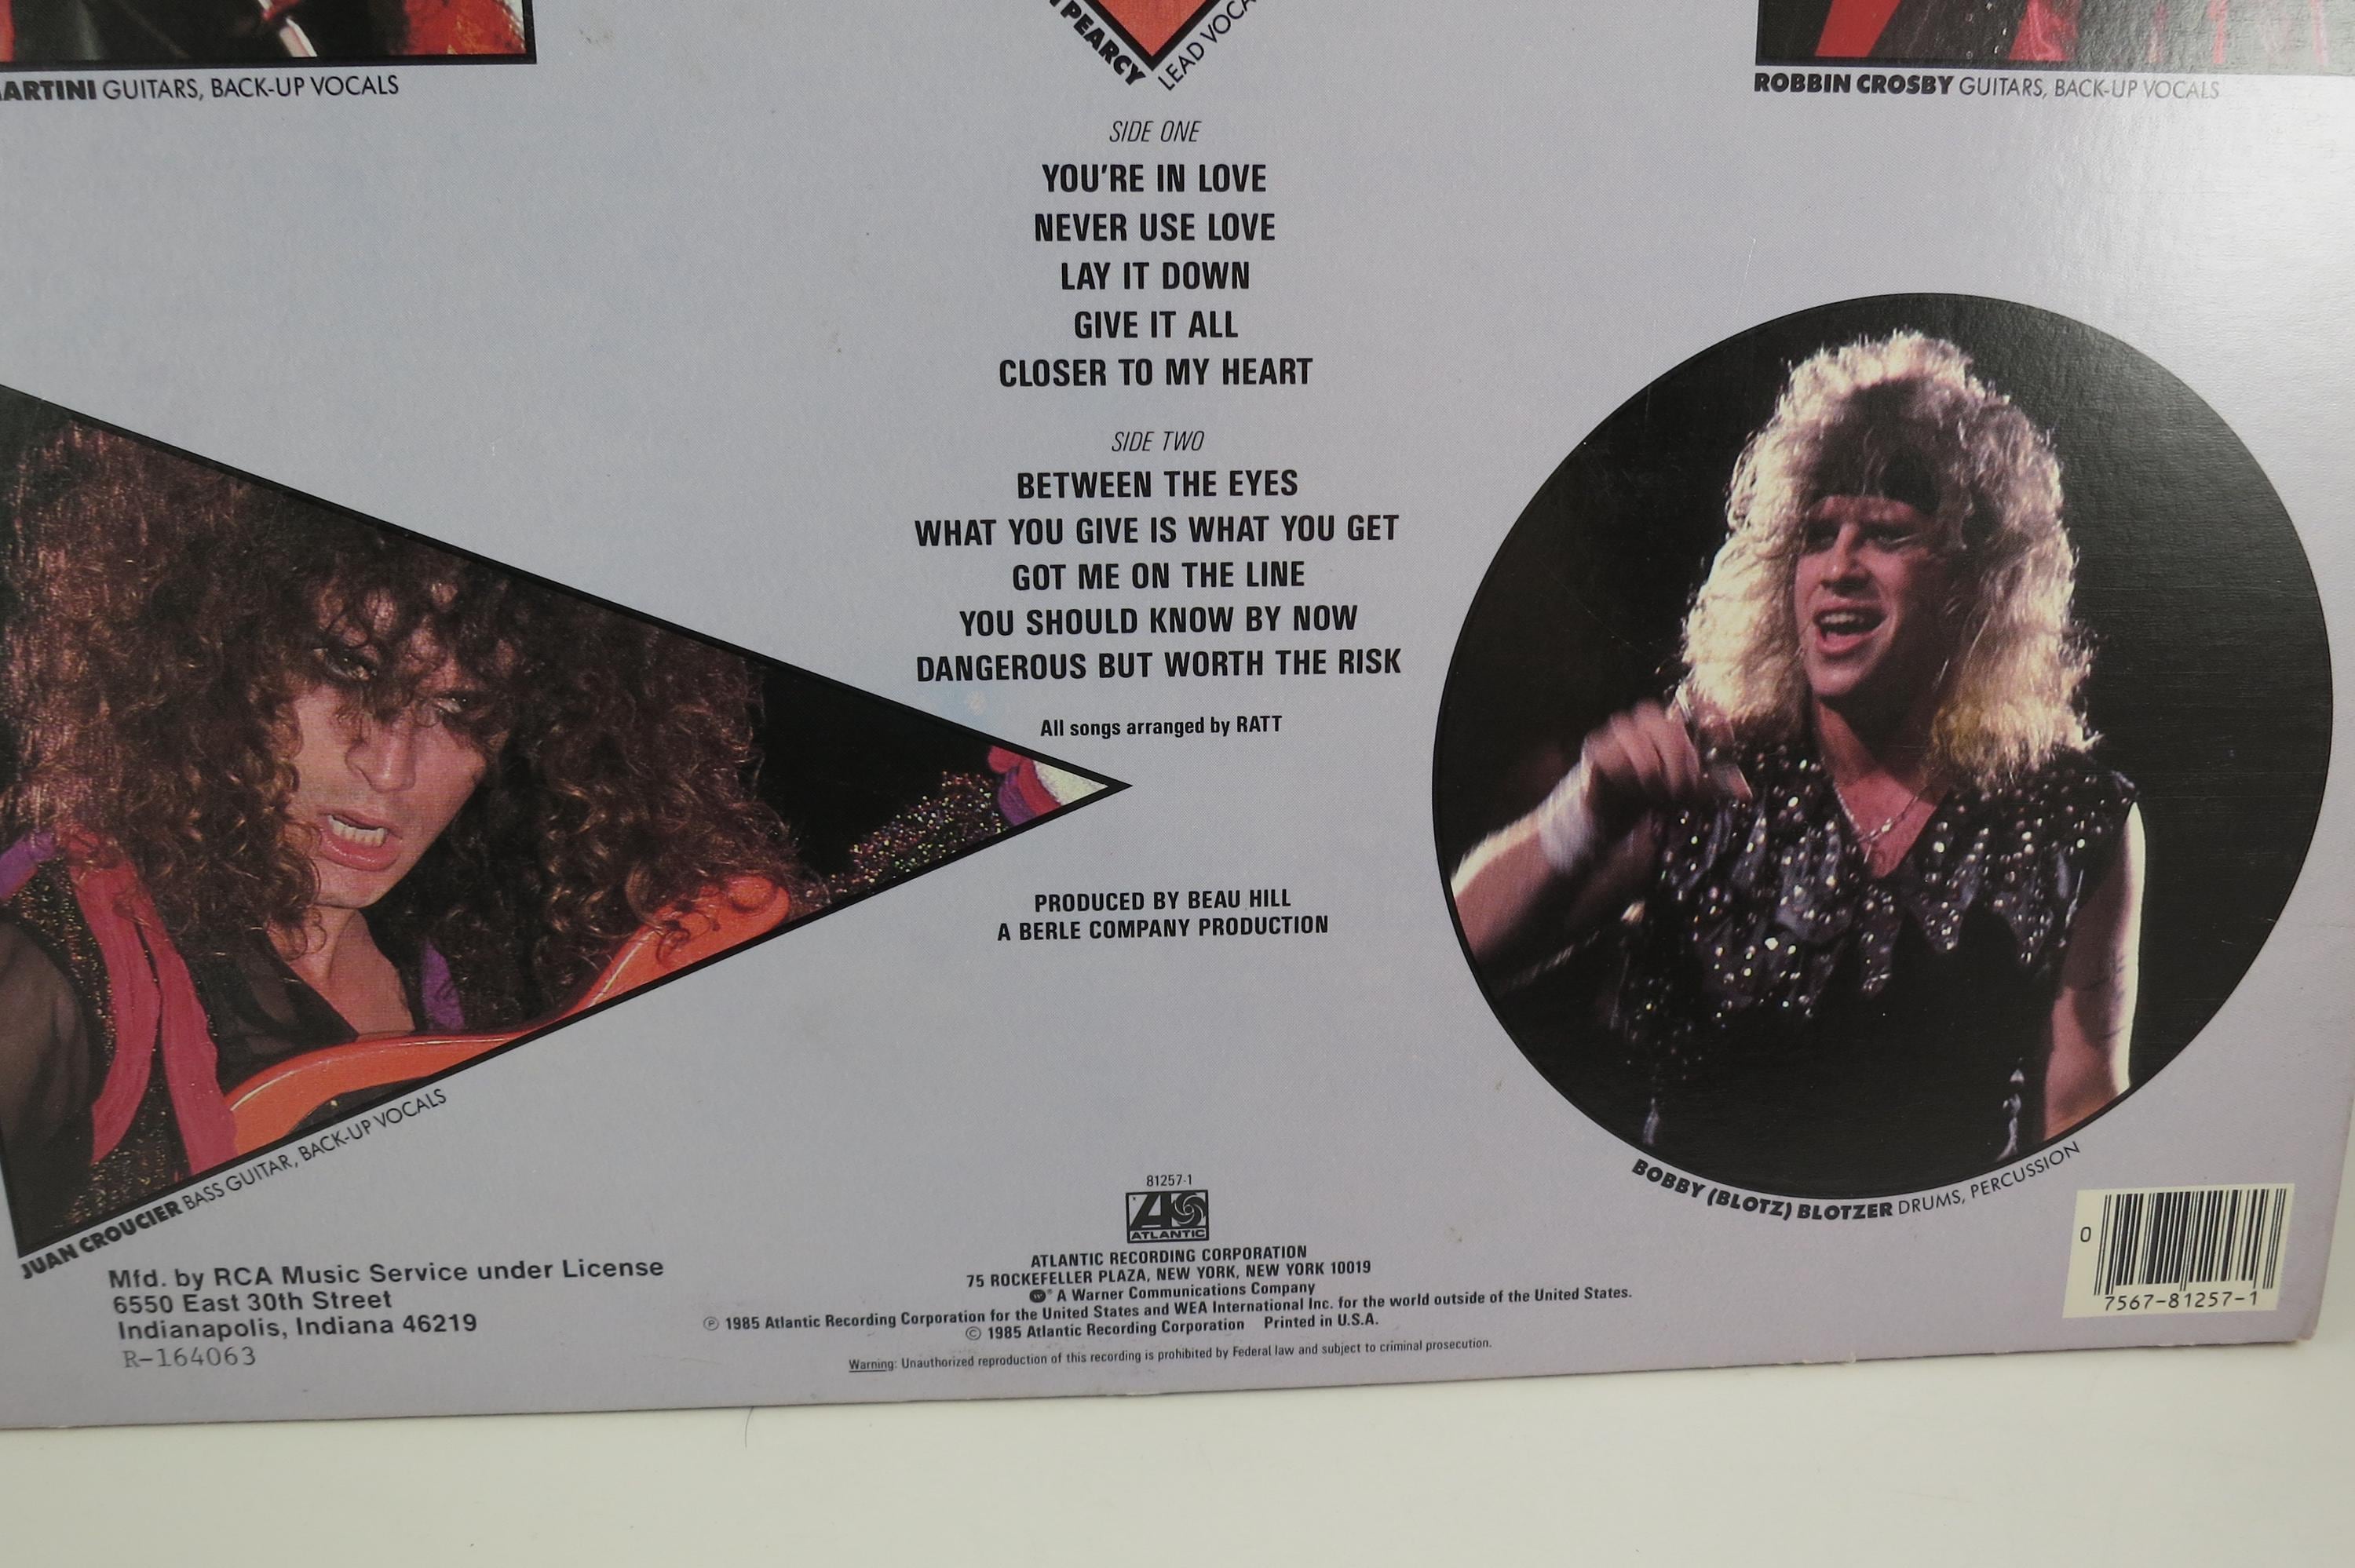 ARTINI GUITARS, BACK-UP VOCALS
PEARCY LEAD VOCA
ROBBIN CROSBY GUITARS, BACK-UP VOCALS
SIDE ONE
YOU'RE IN LOVE
NEVER USE LOVE
LAY IT DOWN
GIVE IT ALL
CLOSER TO MY HEART
SIDE TWO
BETWEEN THE EYES
WHAT YOU GIVE IS WHAT YOU GET
GOT ME ON THE LINE
YOU SHOULD KNOW BY NOW
DANGEROUS BUT WORTH THE RISK
All songs arranged by RATT
PRODUCED BY BEAU HILL
A BERLE COMPANY PRODUCTION
JUAN CROUCIER BASS GUITAR, BACK-UP VOCALS
BOBBY (BLOTZ) BLOTZER DRUMS, PERCUSSION
Mfd. by RCA Music Service under License
6550 East 30th Street
Indianapolis, Indiana 46219
R-164063
81257-1
ATLANTIC
ATLANTIC RECORDING CORPORATION
75 ROCKEFELLER PLAZA, NEW YORK, NEW YORK 10019
A Warner Communications Company
℗ 1985 Atlantic Recording Corporation for the United States and WEA International Inc. for the world outside of the United States.
© 1985 Atlantic Recording Corporation Printed in U.S.A.
Warning: Unauthorized reproduction of this recording is prohibited by Federal law and subject to criminal prosecution.
0 7567-81257-1